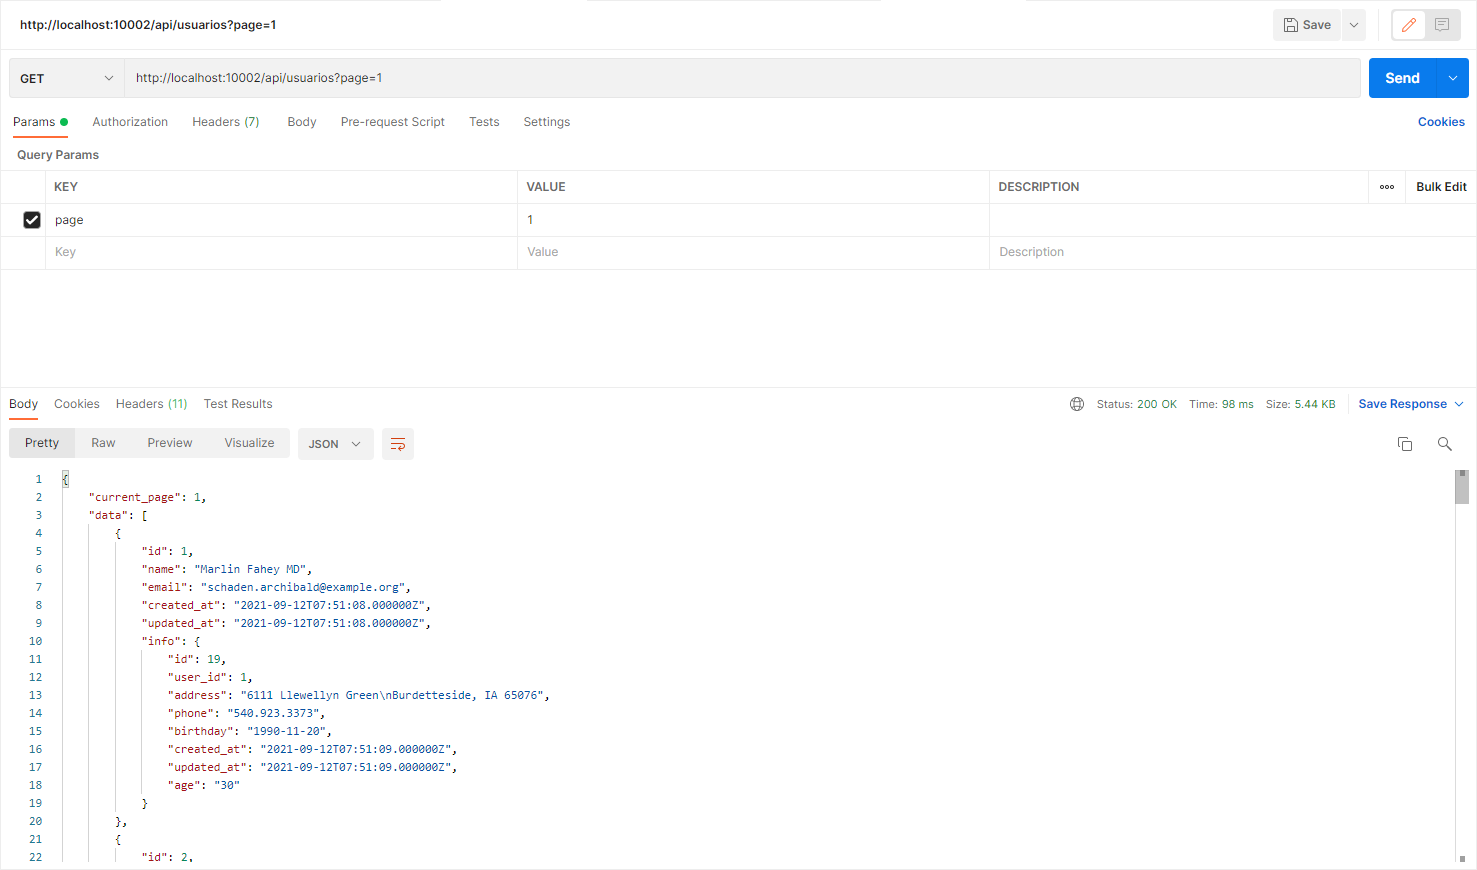 http://localhost:10002/api/usuarios?page=1 Save
GET http://localhost:10002/api/usuarios?page=1 Send
Params Authorization Headers (7) Body Pre-request Script Tests Settings Cookies
Query Params
KEY VALUE DESCRIPTION ooo Bulk Edit
page 1
Key Value Description
Body Cookies Headers (11) Test Results Status: 200 OK Time: 98 ms Size: 5.44 KB Save Response
Pretty Raw Preview Visualize JSON
1 {
2 "current_page": 1,
3 "data": [
4 {
5 "id": 1,
6 "name": "Marlin Fahey MD",
7 "email": "schaden.archibald@example.org",
8 "created_at": "2021-09-12T07:51:08.000000Z",
9 "updated_at": "2021-09-12T07:51:08.000000Z",
10 "info": {
11 "id": 19,
12 "user_id": 1,
13 "address": "6111 Llewellyn Green\nBurdetteside, IA 65076",
14 "phone": "540.923.3373",
15 "birthday": "1990-11-20",
16 "created_at": "2021-09-12T07:51:09.000000Z",
17 "updated_at": "2021-09-12T07:51:09.000000Z",
18 "age": "30"
19 }
20 },
21 {
22 "id": 2,